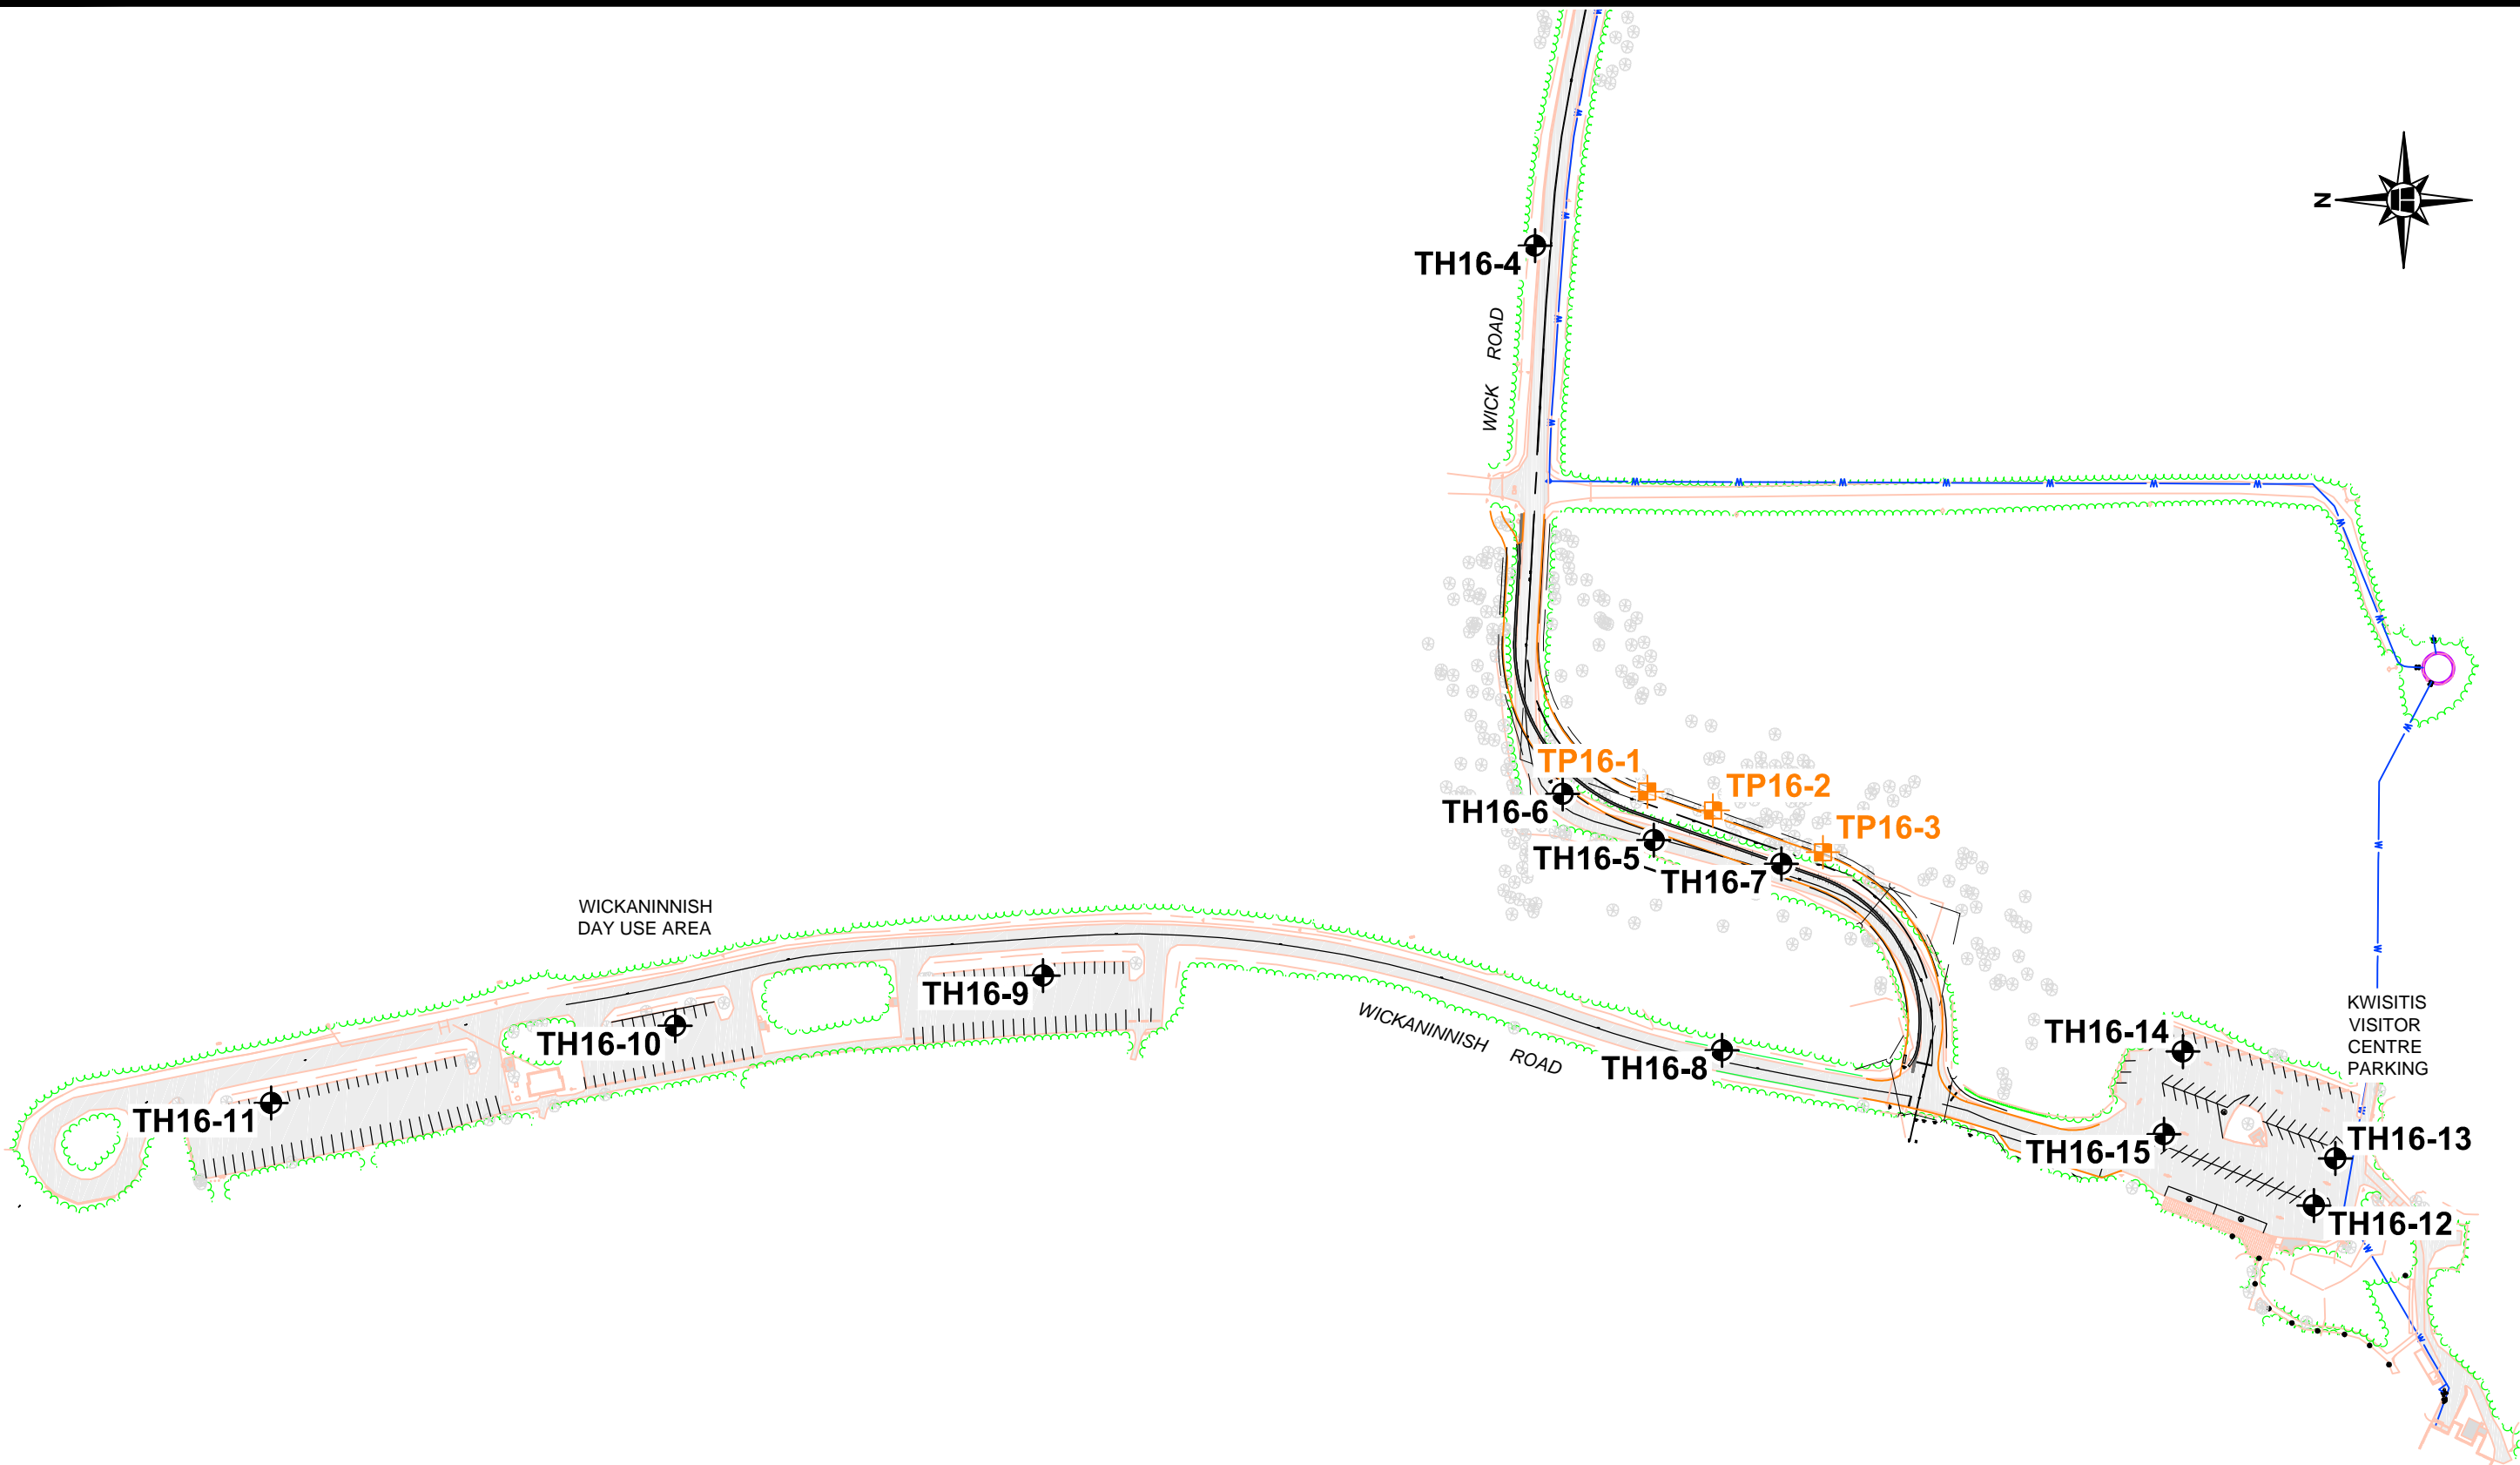 N
TH16-4
WICK ROAD
TP16-1
TP16-2
TH16-6
TP16-3
TH16-5
TH16-7
WICKANINNISH
DAY USE AREA
TH16-9
KWISITIS
VISITOR
CENTRE
PARKING
WICKANINNISH ROAD
TH16-14
TH16-10
TH16-8
TH16-11
TH16-13
TH16-15
TH16-12
W W W W W W W W W W W W W W W W W W W W W W